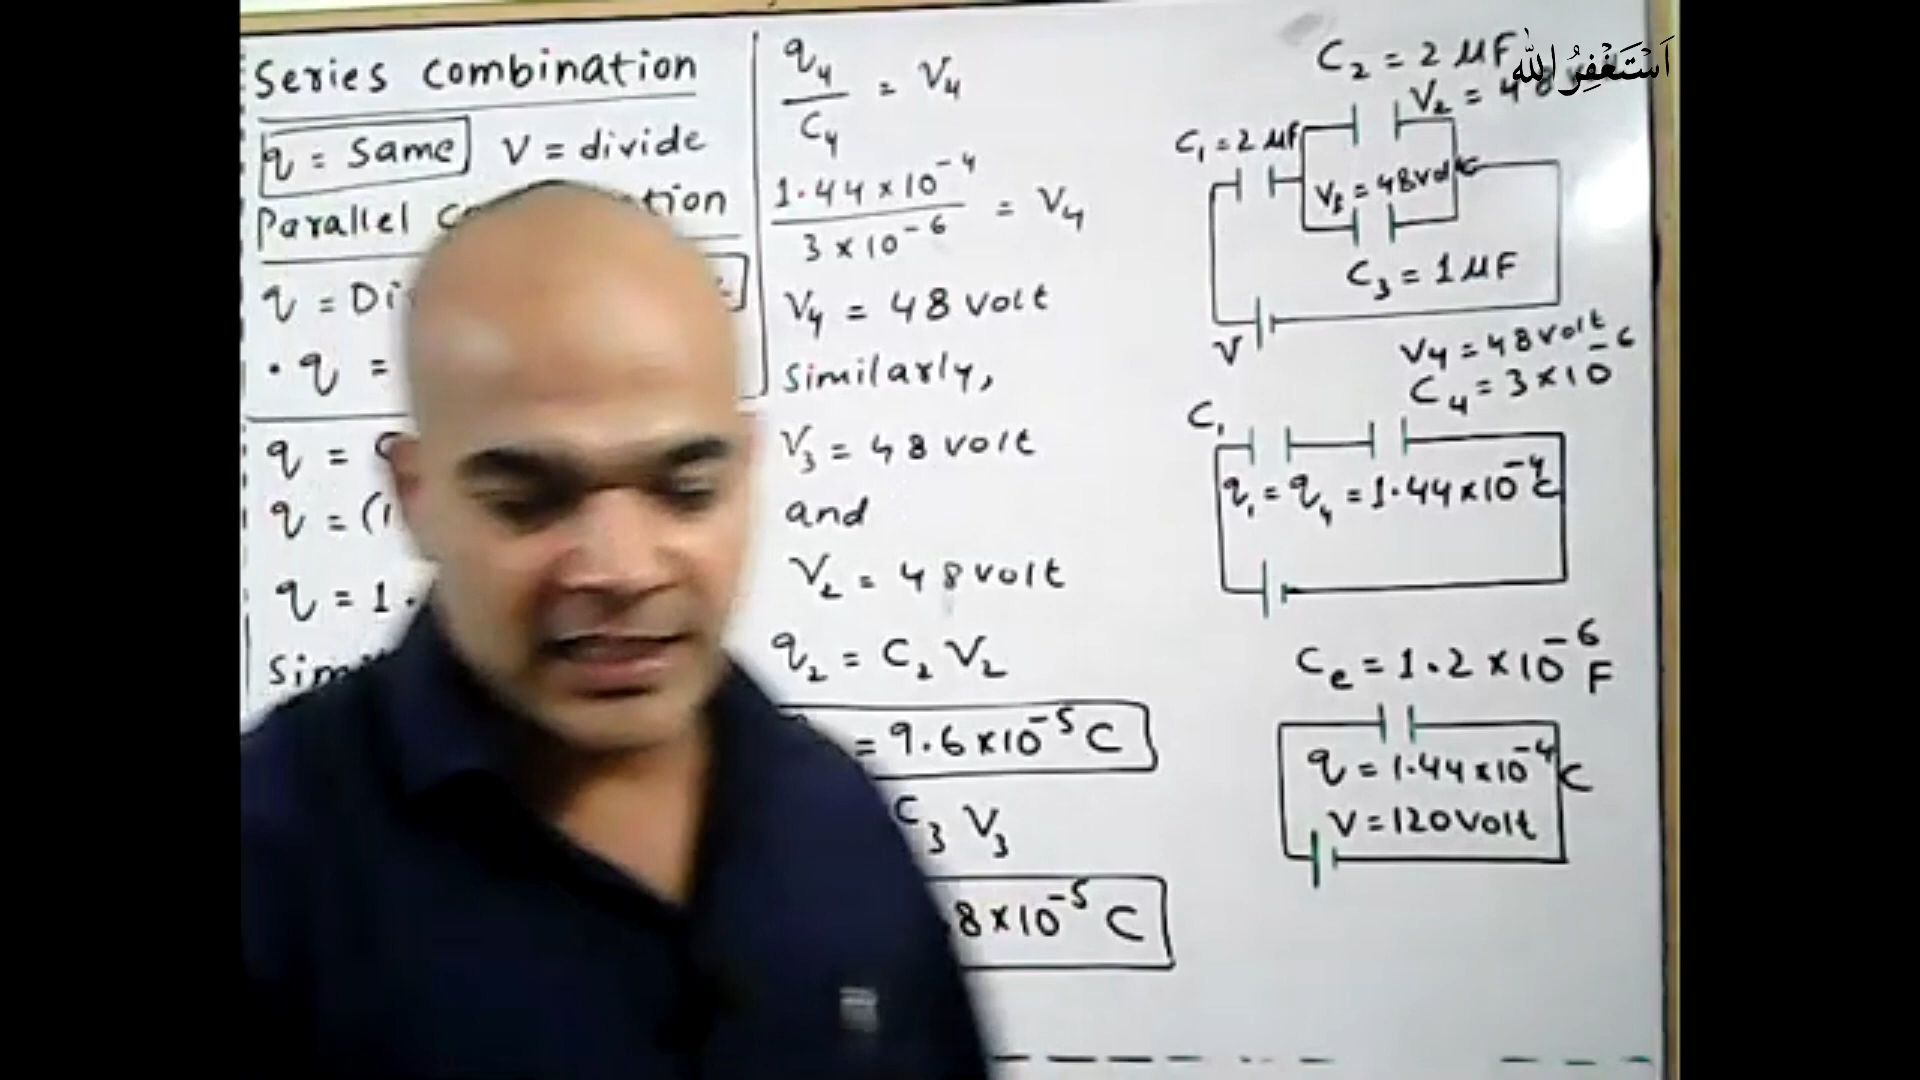 Series combination
q = Same V = divide
Parallel
q = Di
• q =
q =
q = (1
q = 1.
Simi
q₄/C₄ = V₄
1.44 × 10⁻⁴ / 3 × 10⁻⁶ = V₄
V₄ = 48 volt
Similarly,
V₃ = 48 volt
and
V₂ = 48 volt
q₂ = C₂ V₂
= 9.6 × 10⁻⁵ C
C₃ V₃
8 × 10⁻⁵ C
C₂ = 2 μF
أَسْتَغْفِرُ اللّٰه
V₂ = 48
C₁ = 2 μF
V₃ = 48 volt
C₃ = 1 μF
V
V₄ = 48 volt
C₄ = 3 × 10⁻⁶
C₁
q₁ = q₄ = 1.44 × 10⁻⁴ C
Cₑ = 1.2 × 10⁻⁶ F
q = 1.44 × 10⁻⁴ C
V = 120 volt